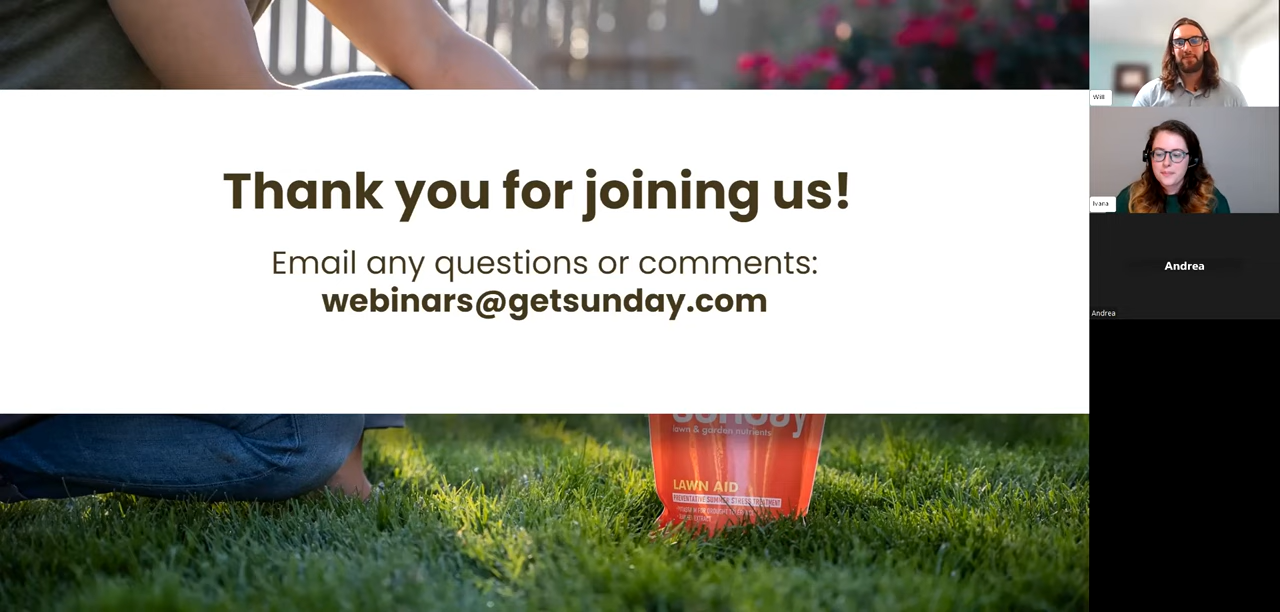 Thank you for joining us!
Email any questions or comments:
webinars@getsunday.com
sunday
lawn & garden nutrients
LAWN AID
PREVENTATIVE SUMMER STRESS TREATMENT
Will
Ivana
Andrea
Andrea